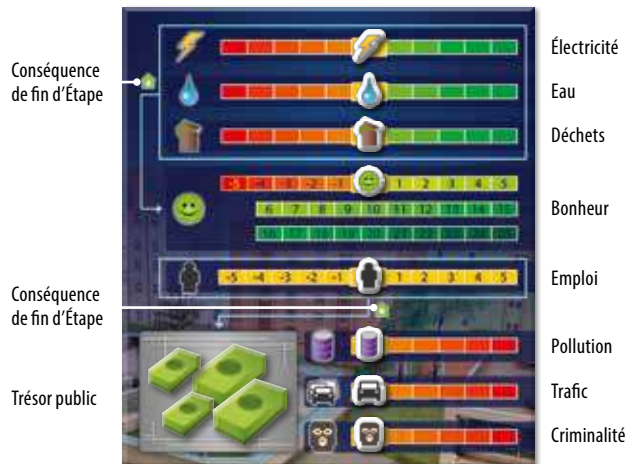 Électricité
Conséquence
de fin d'Étape
Eau
Déchets
-5 -4 -3 -2 -1 1 2 3 4 5
Bonheur
6 7 8 9 10 11 12 13 14 15
16 17 18 19 20 21 22 23
-5 -4 -3 -2 -1 1 2 3 4 5
Emploi
Conséquence
de fin d'Étape
Pollution
Trésor public
Trafic
Criminalité